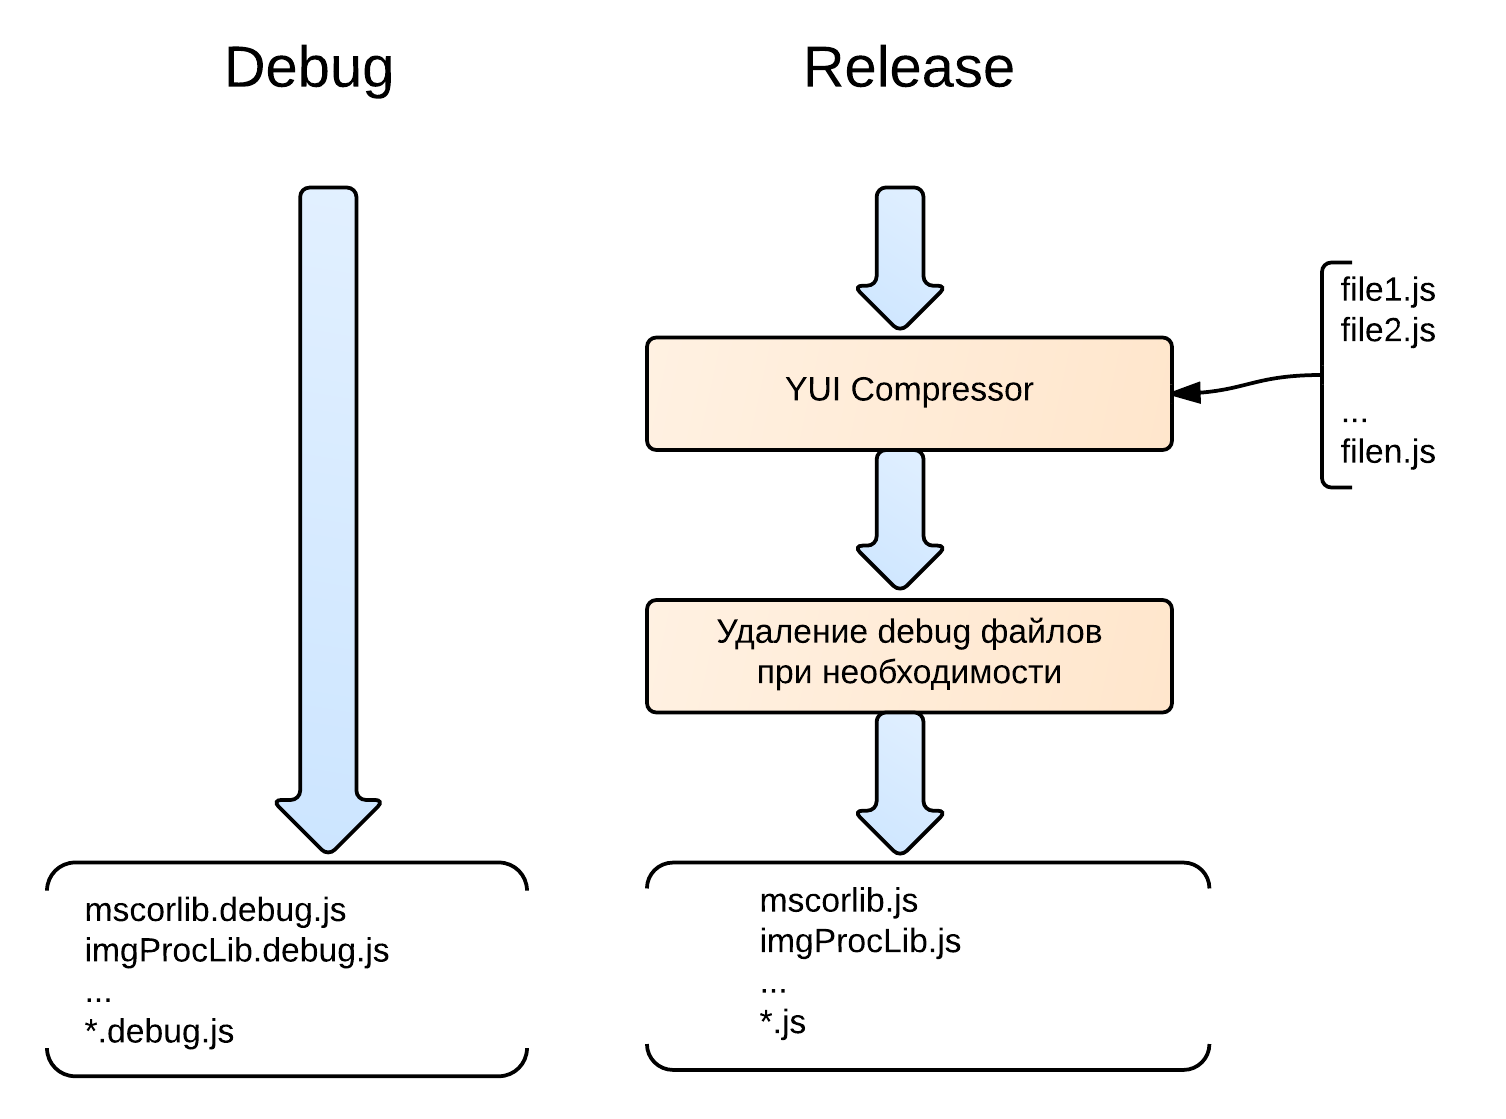 Debug
Release
file1.js
file2.js
...
filen.js
YUI Compressor
Удаление debug файлов
при необходимости
mscorlib.debug.js
imgProcLib.debug.js
...
*.debug.js
mscorlib.js
imgProcLib.js
...
*.js